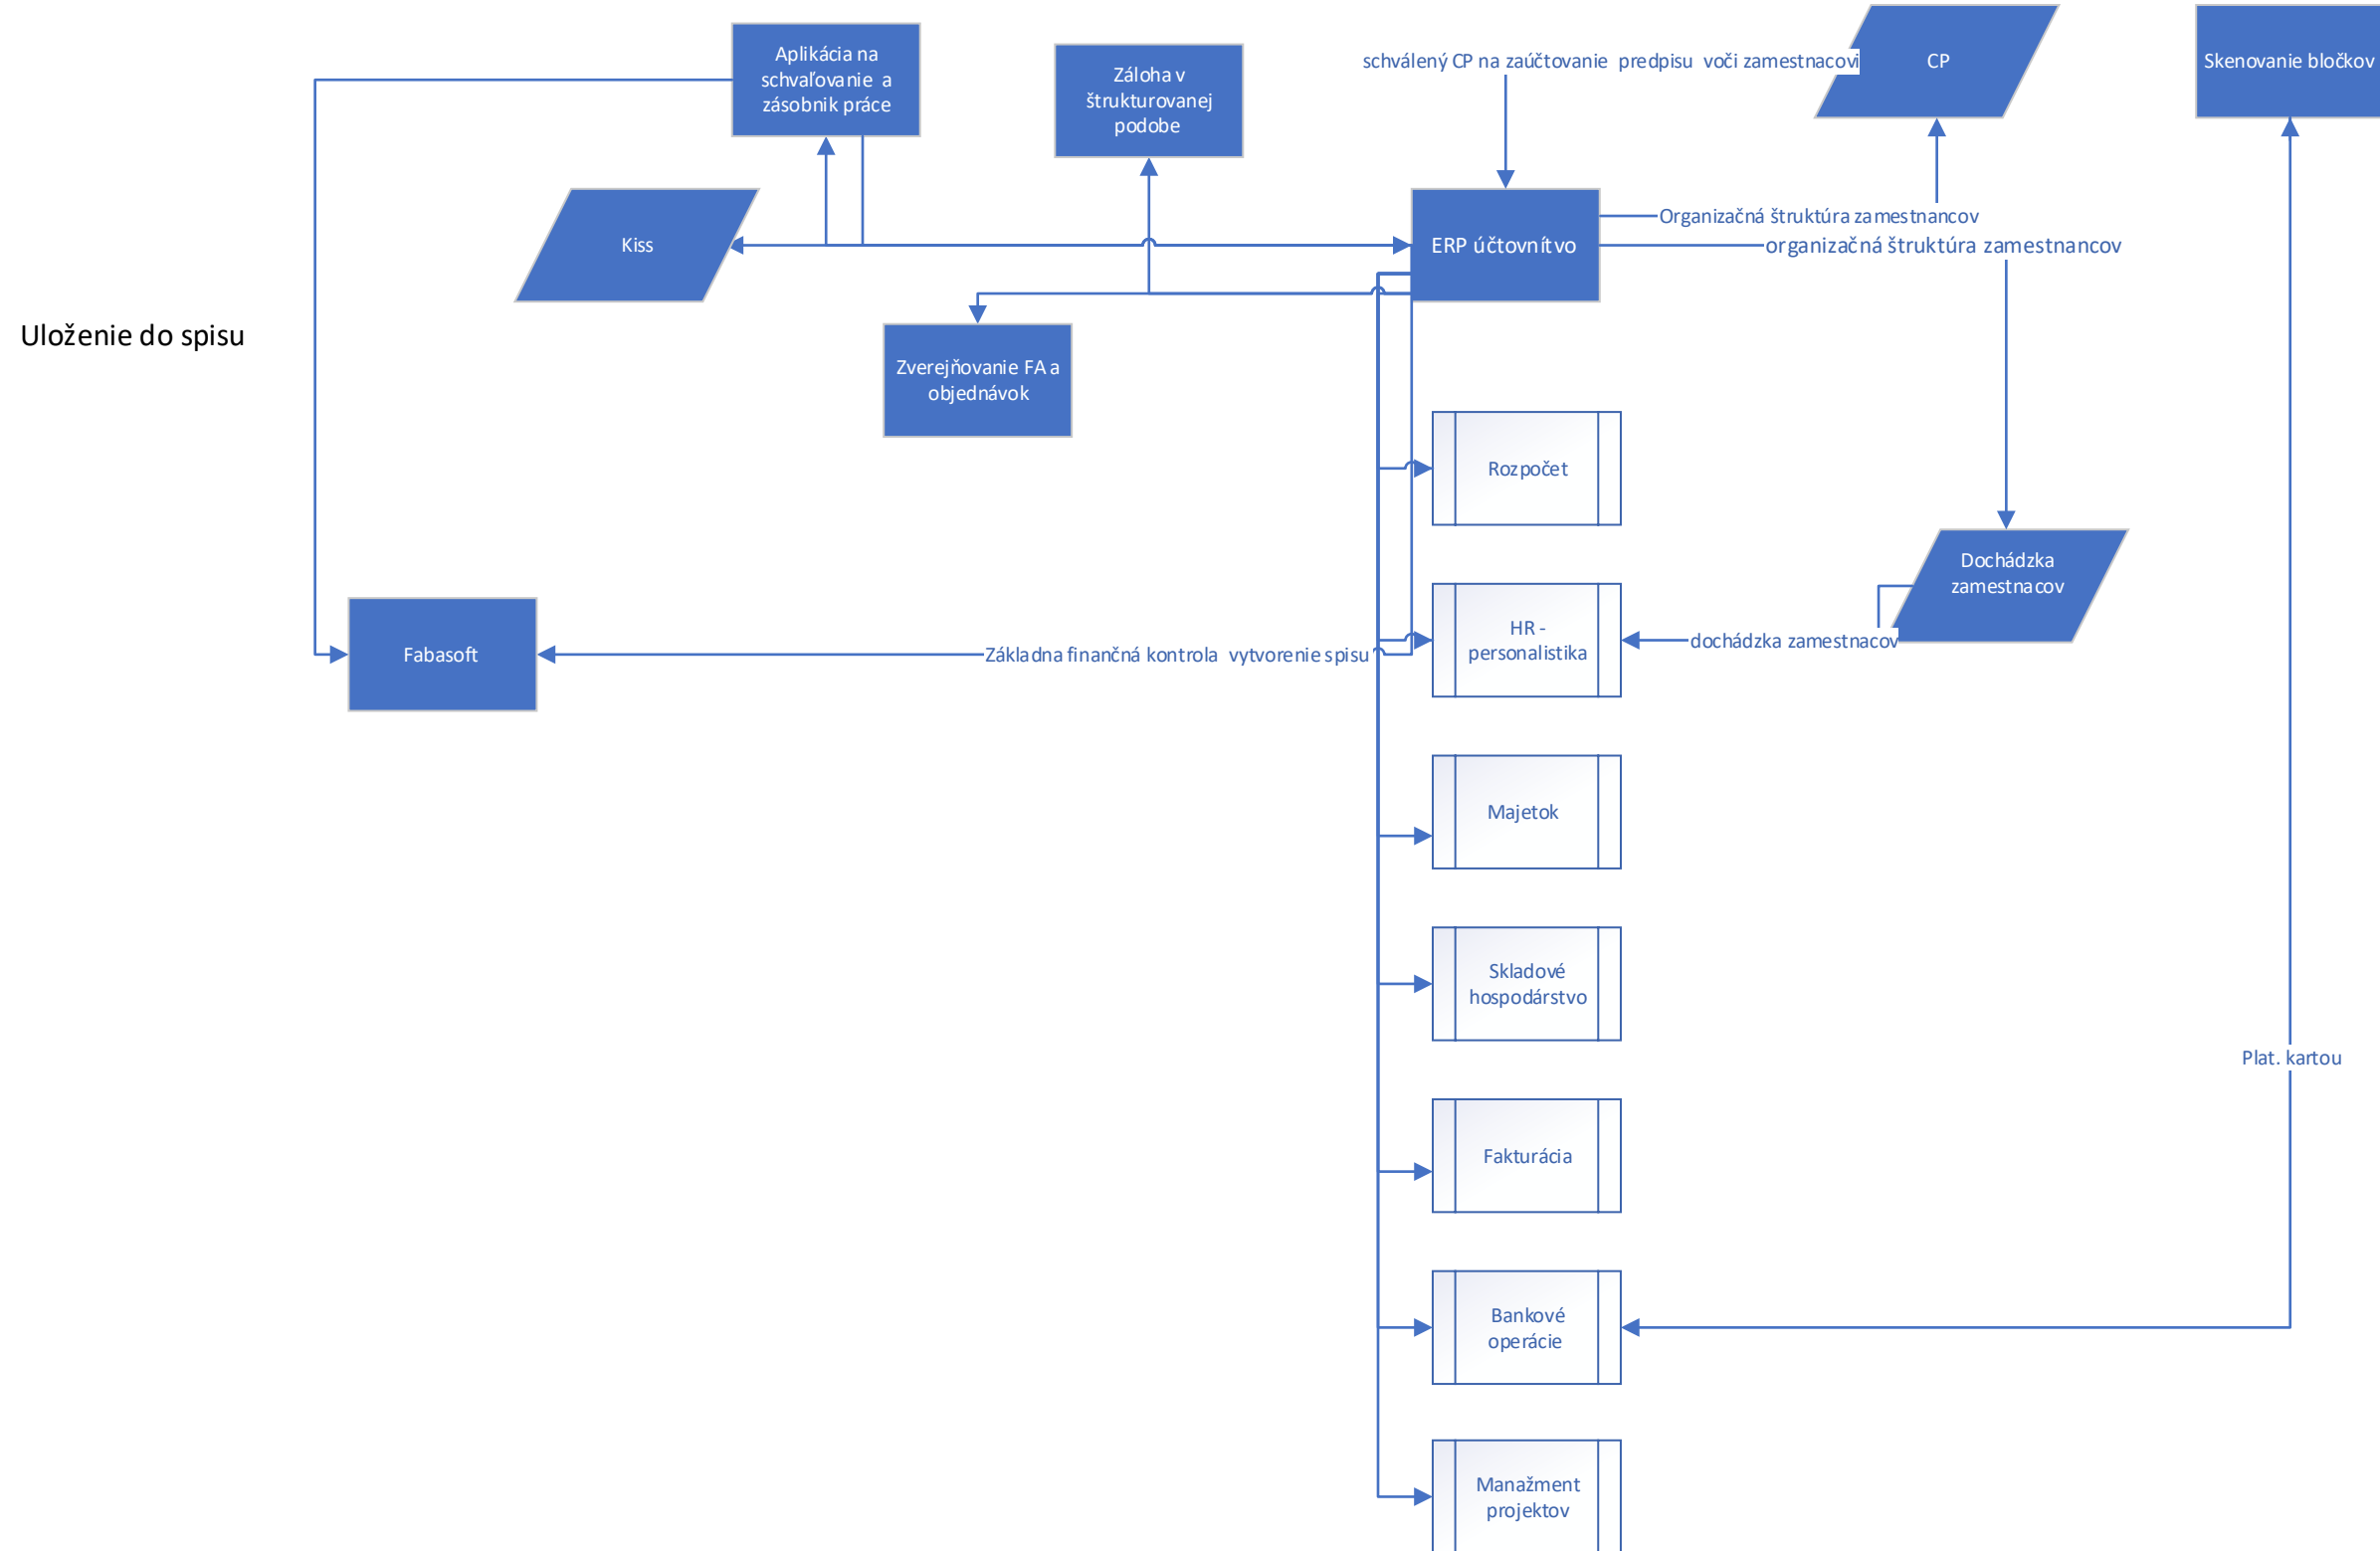 Aplikácia na
schvaľovanie a
zásobnik práce
Záloha v
štrukturovanej
podobe
schválený CP na zaúčtovanie predpisu voči zamestnacovi
CP
Skenovanie bločkov
Kiss
ERP účtovnítvo
Organizačná štruktúra zamestnancov
organizačná štruktúra zamestnancov
Uloženie do spisu
Zverejňovanie FA a
objednávok
Rozpočet
Dochádzka
zamestnacov
Fabasoft
Základna finančná kontrola vytvorenie spisu
HR -
personalistika
dochádzka zamestnacov
Majetok
Skladové
hospodárstvo
Plat. kartou
Fakturácia
Bankové
operácie
Manažment
projektov